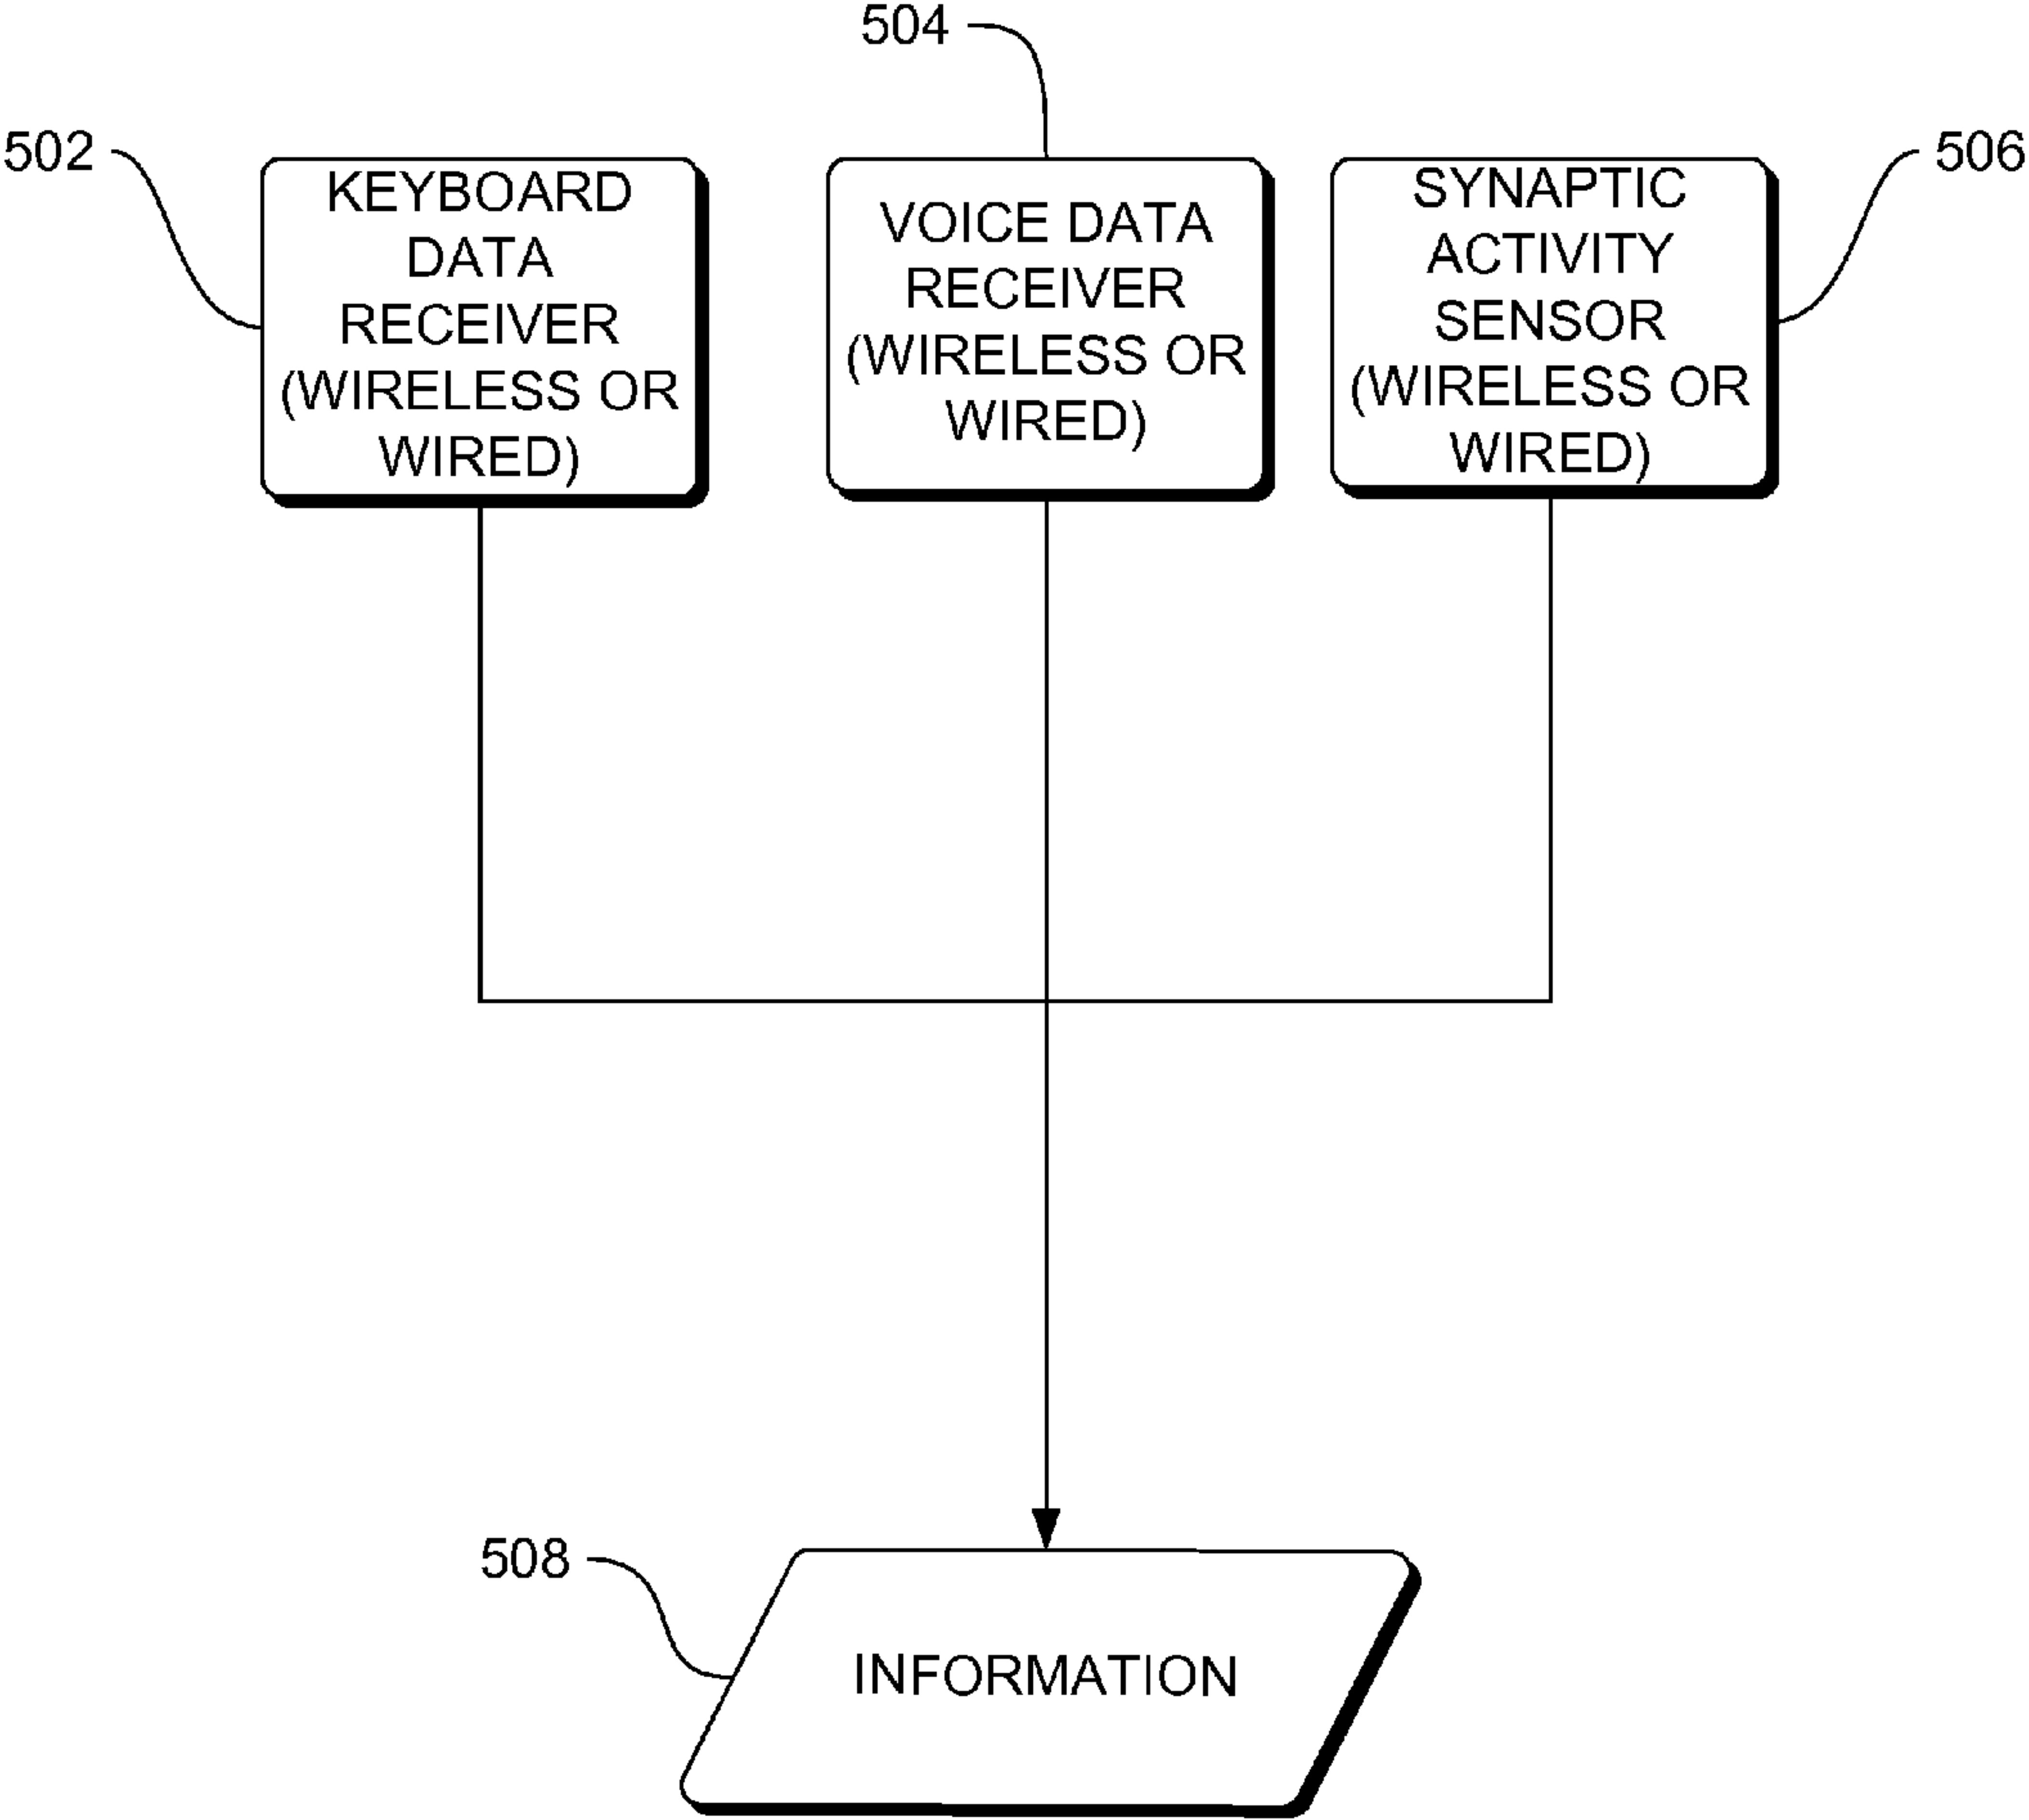 504
502
506
KEYBOARD
DATA
RECEIVER
(WIRELESS OR
WIRED)
VOICE DATA
RECEIVER
(WIRELESS OR
WIRED)
SYNAPTIC
ACTIVITY
SENSOR
(WIRELESS OR
WIRED)
508
INFORMATION